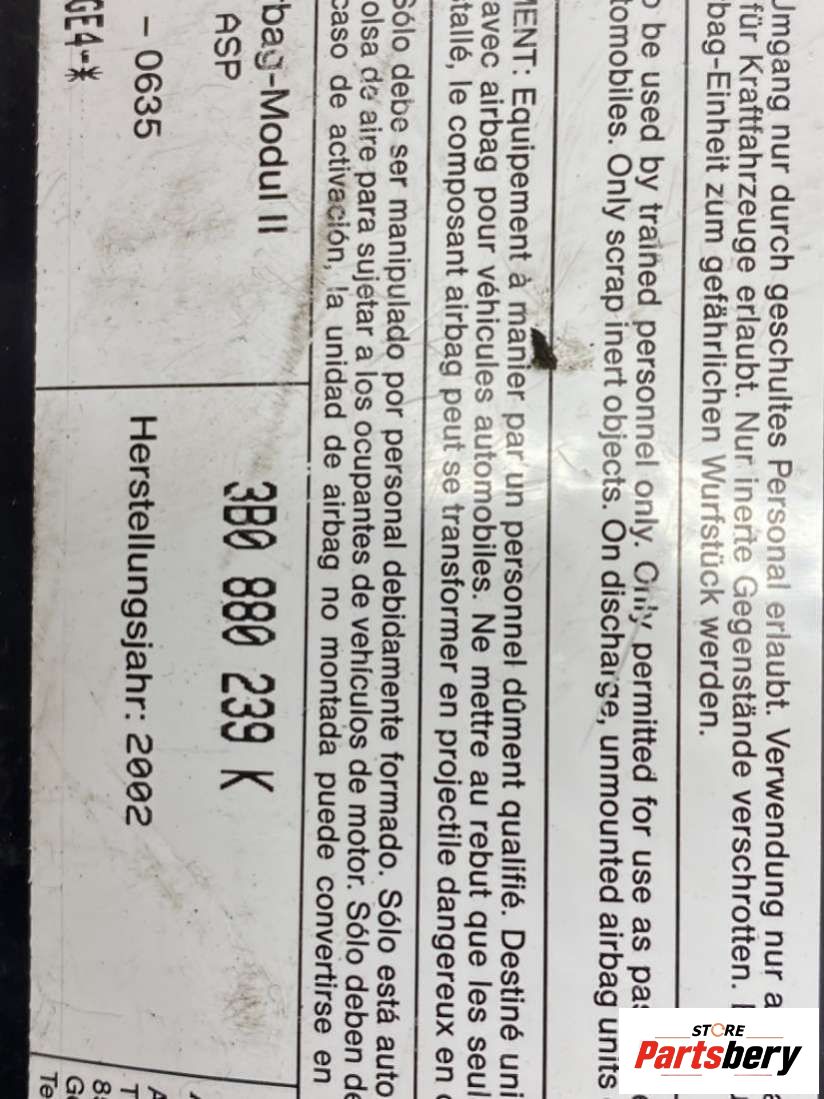 Umgang nur durch geschultes Personal erlaubt. Verwendung nur a
für Kraftfahrzeuge erlaubt. Nur inerte Gegenstände verschrotten.
bag-Einheit zum gefährlichen Wurfstück werden.
be used by trained personnel only. Only permitted for use as pas
tomobiles. Only scrap inert objects. On discharge, unmounted airbag units
MENT: Equipement à manier par un personnel dûment qualifié. Destiné uni
avec airbag pour véhicules automobiles. Ne mettre au rebut que les seul
stallé, le composant airbag peut se transformer en projectile dangereux en c
Sólo debe ser manipulado por personal debidamente formado. Sólo está auto
olsa de aire para sujetar a los ocupantes de vehículos de motor. Sólo deben de
caso de activación, la unidad de airbag no montada puede convertirse en
rbag-Modul II
ASP
– 0635
GE4-*
3B0 880 239 K
Herstellungsjahr: 2002
Te
STORE
Partsbery